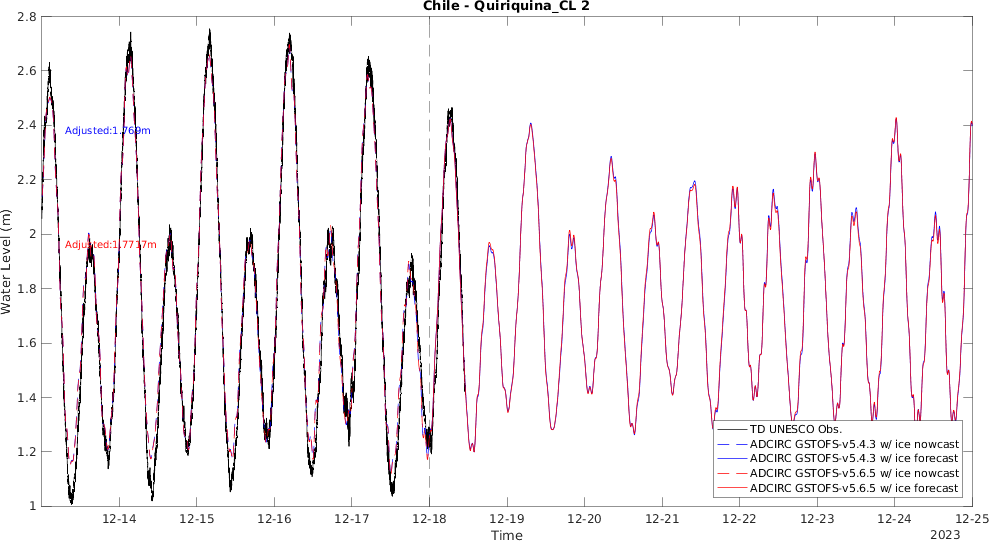 Chile - Quiriquina_CL 2
2.8
2.6
2.4
2.2
2
1.8
1.6
1.4
1.2
1
Water Level (m)
Adjusted:1.769m
Adjusted:1.7717m
TD UNESCO Obs.
ADCIRC GSTOFS-v5.4.3 w/ ice nowcast
ADCIRC GSTOFS-v5.4.3 w/ ice forecast
ADCIRC GSTOFS-v5.6.5 w/ ice nowcast
ADCIRC GSTOFS-v5.6.5 w/ ice forecast
12-14 12-15 12-16 12-17 12-18 12-19 12-20 12-21 12-22 12-23 12-24 12-25
Time
2023